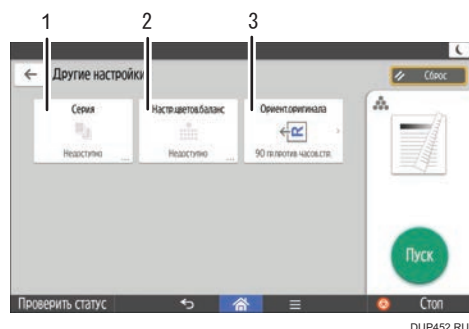 1 2 3
Другие настройки
Сброс
Серия Настр.цветов.баланс Ориент.оригинала
R
Недоступно Недоступно 90 гр.против часов.стр.
Пуск
Проверить статус Стоп
DUP452 RU